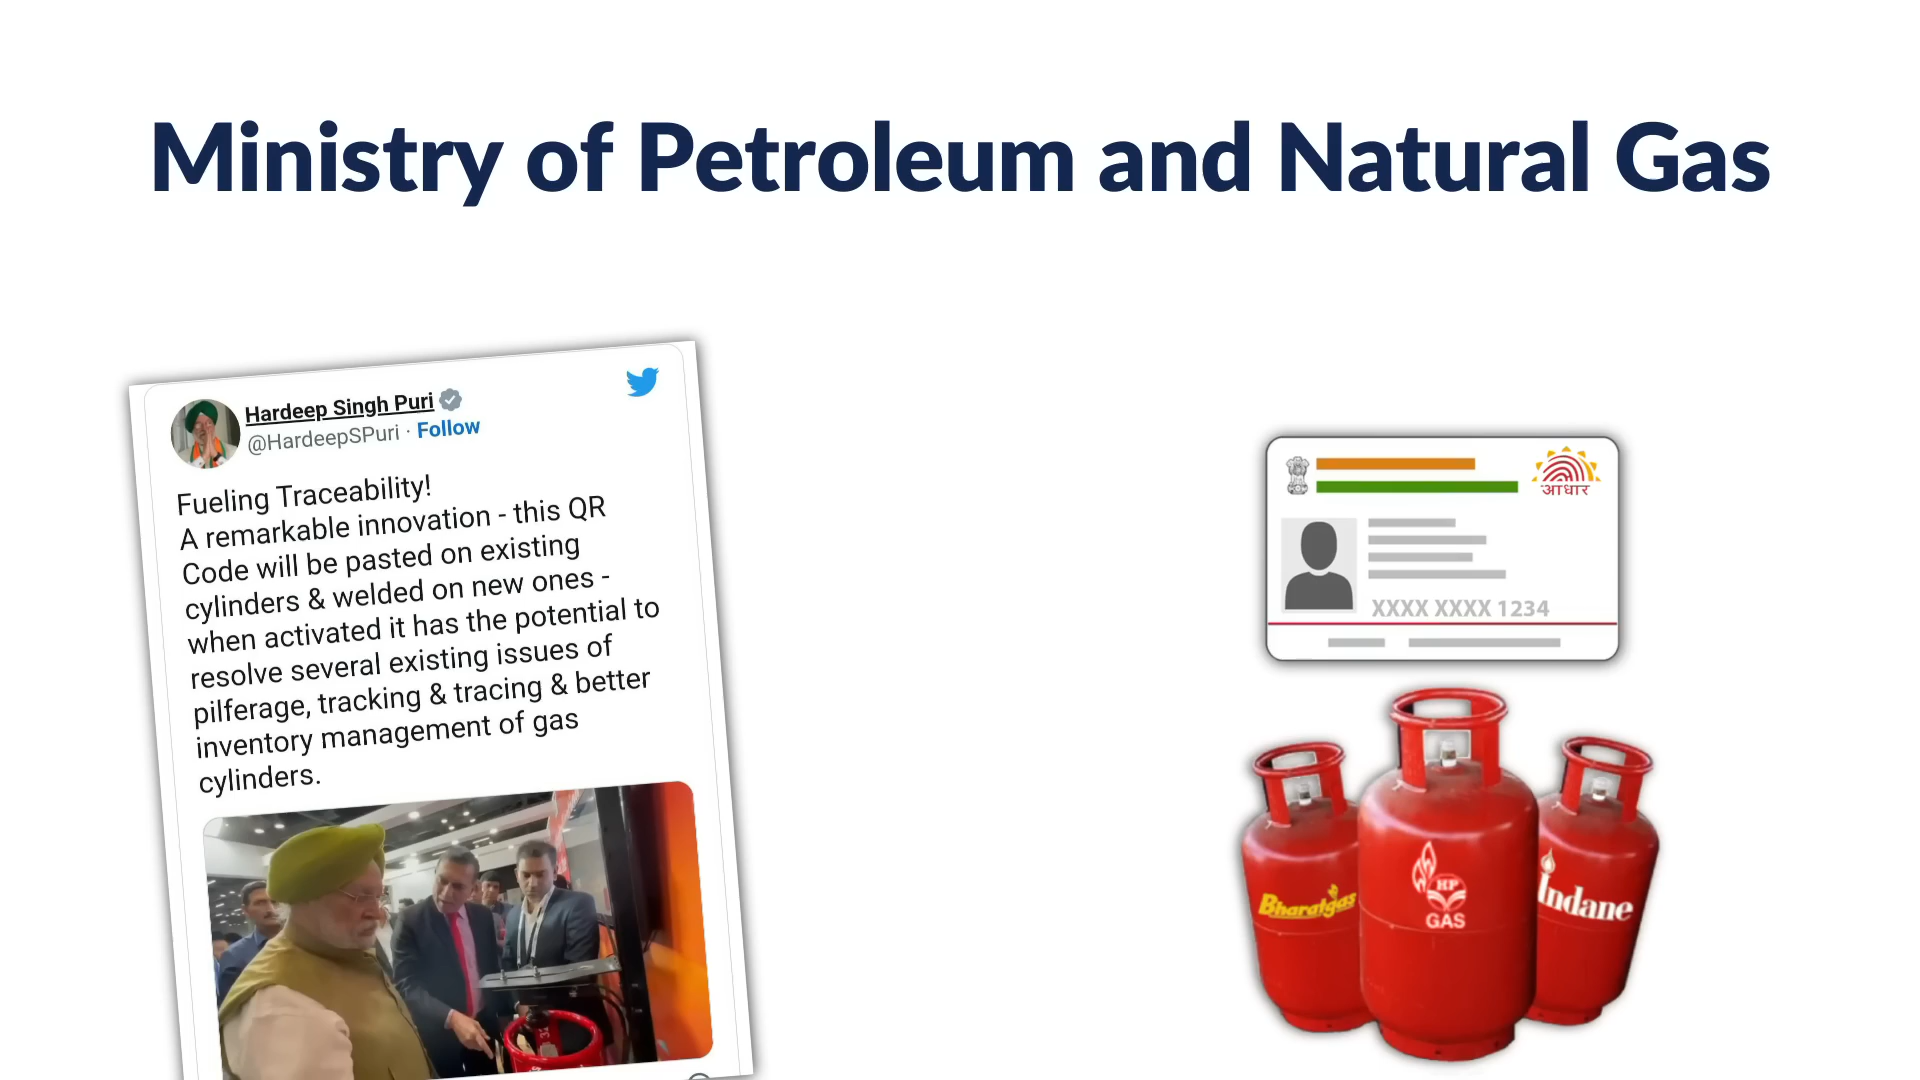 Ministry of Petroleum and Natural Gas
Hardeep Singh Puri
@HardeepSPuri · Follow
Fueling Traceability!
A remarkable innovation - this QR
Code will be pasted on existing
cylinders & welded on new ones -
when activated it has the potential to
resolve several existing issues of
pilferage, tracking & tracing & better
inventory management of gas
cylinders.
आधार
XXXX XXXX 1234
Bharatgas
HP
GAS
Indane